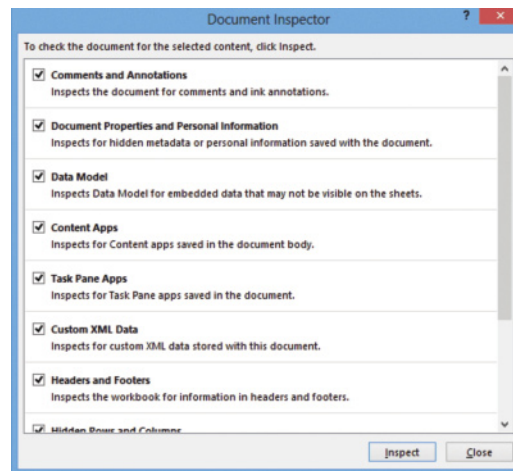 Document Inspector
?
To check the document for the selected content, click Inspect.
Comments and Annotations
Inspects the document for comments and ink annotations.
Document Properties and Personal Information
Inspects for hidden metadata or personal information saved with the document.
Data Model
Inspects Data Model for embedded data that may not be visible on the sheets.
Content Apps
Inspects for Content apps saved in the document body.
Task Pane Apps
Inspects for Task Pane apps saved in the document.
Custom XML Data
Inspects for custom XML data stored with this document.
Headers and Footers
Inspects the workbook for information in headers and footers.
Hidden Rows and Columns
Inspect
Close